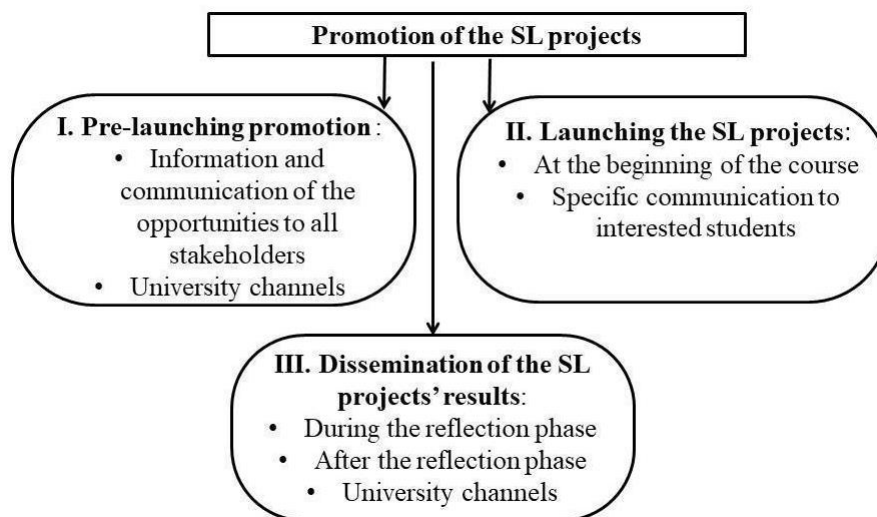 Promotion of the SL projects
I. Pre-launching promotion :
• Information and
communication of the
opportunities to all
stakeholders
• University channels
II. Launching the SL projects:
• At the beginning of the course
• Specific communication to
interested students
III. Dissemination of the SL
projects’ results:
• During the reflection phase
• After the reflection phase
• University channels